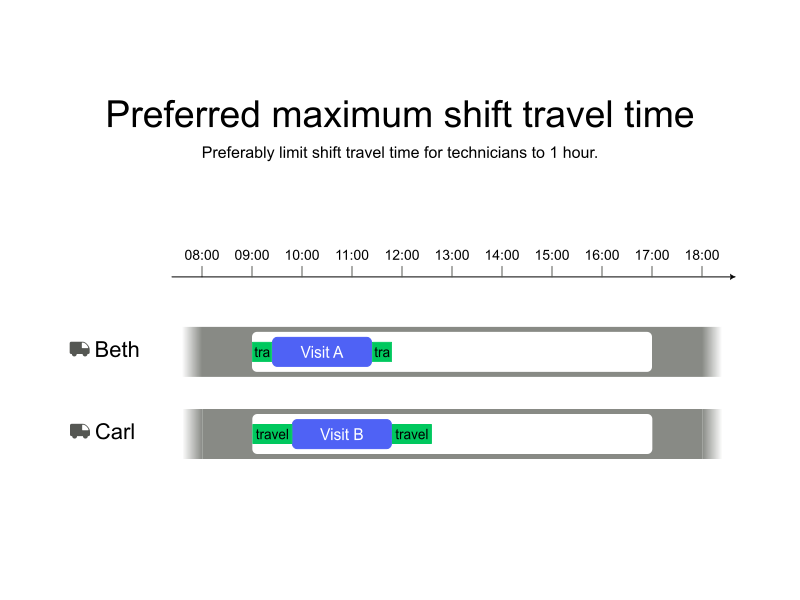 Preferred maximum shift travel time
Preferably limit shift travel time for technicians to 1 hour.
08:00 09:00 10:00 11:00 12:00 13:00 14:00 15:00 16:00 17:00 18:00
Beth tra Visit A tra
Carl travel Visit B travel